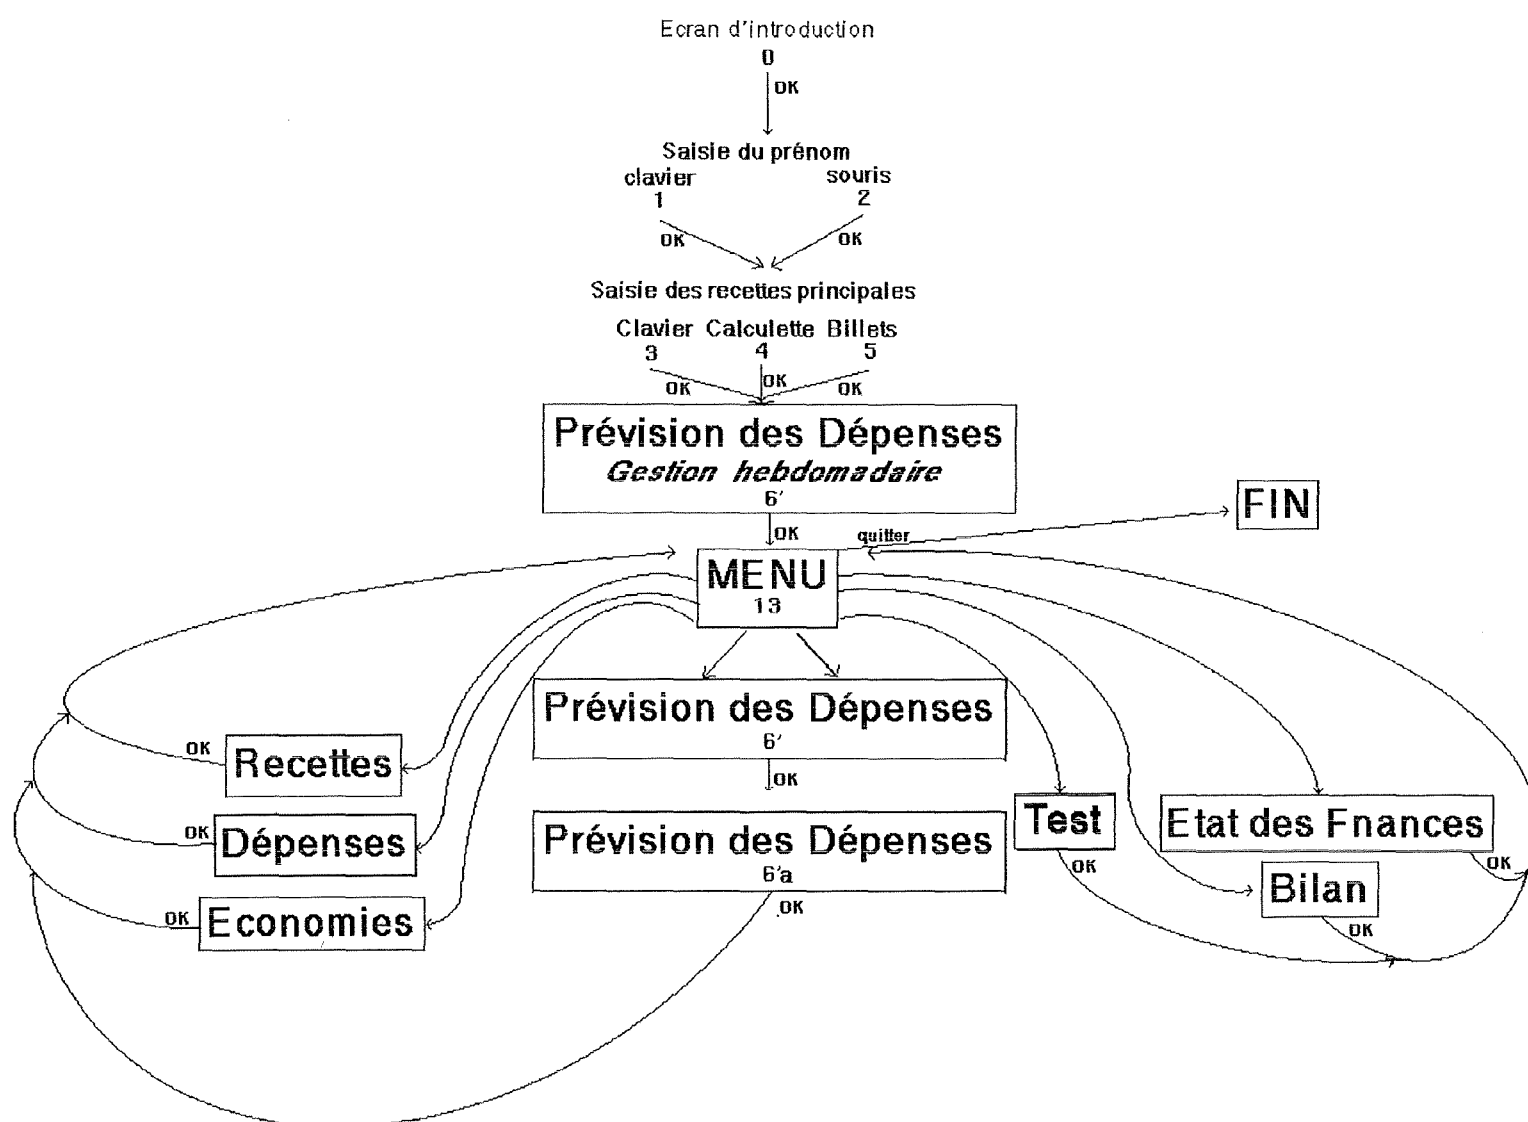 Ecran d'introduction
0
OK
Saisie du prénom
clavier souris
1 2
OK OK
Saisie des recettes principales
Clavier Calculette Billets
3 4 5
OK OK OK
Prévision des Dépenses
Gestion hebdomadaire
6'
FIN
OK quitter
MENU
13
Prévision des Dépenses
6'
OK
Recettes
OK
Prévision des Dépenses
6'a
OK
Test
OK
Etat des Fnances
OK
Dépenses
OK
Bilan
OK
Economies
OK